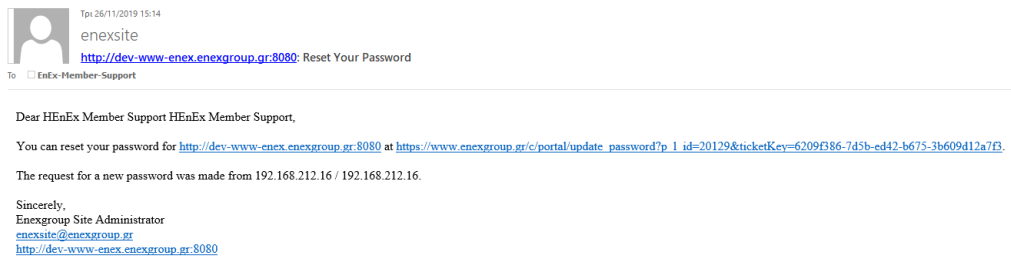 Τρι 26/11/2019 15:14
enexsite
http://dev-www-enex.enexgroup.gr:8080: Reset Your Password
To EnEx-Member-Support
Dear HEnEx Member Support HEnEx Member Support,
You can reset your password for http://dev-www-enex.enexgroup.gr:8080 at https://www.enexgroup.gr/c/portal/update_password?p_l_id=20129&ticketKey=6209f386-7d5b-ed42-b675-3b609d12a7f3.
The request for a new password was made from 192.168.212.16 / 192.168.212.16.
Sincerely,
Enexgroup Site Administrator
enexsite@enexgroup.gr
http://dev-www-enex.enexgroup.gr:8080